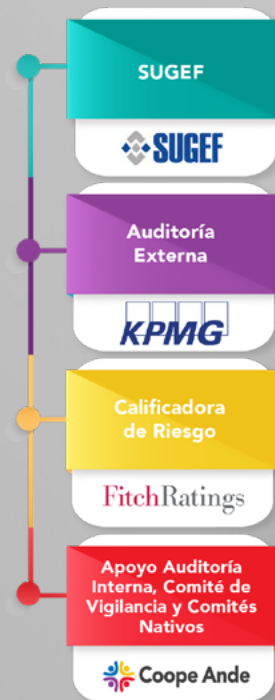 SUGEF
SUGEF
Auditoría
Externa
KPMG
Calificadora
de Riesgo
FitchRatings
Apoyo Auditoría
Interna, Comité de
Vigilancia y Comités
Nativos
Coope Ande